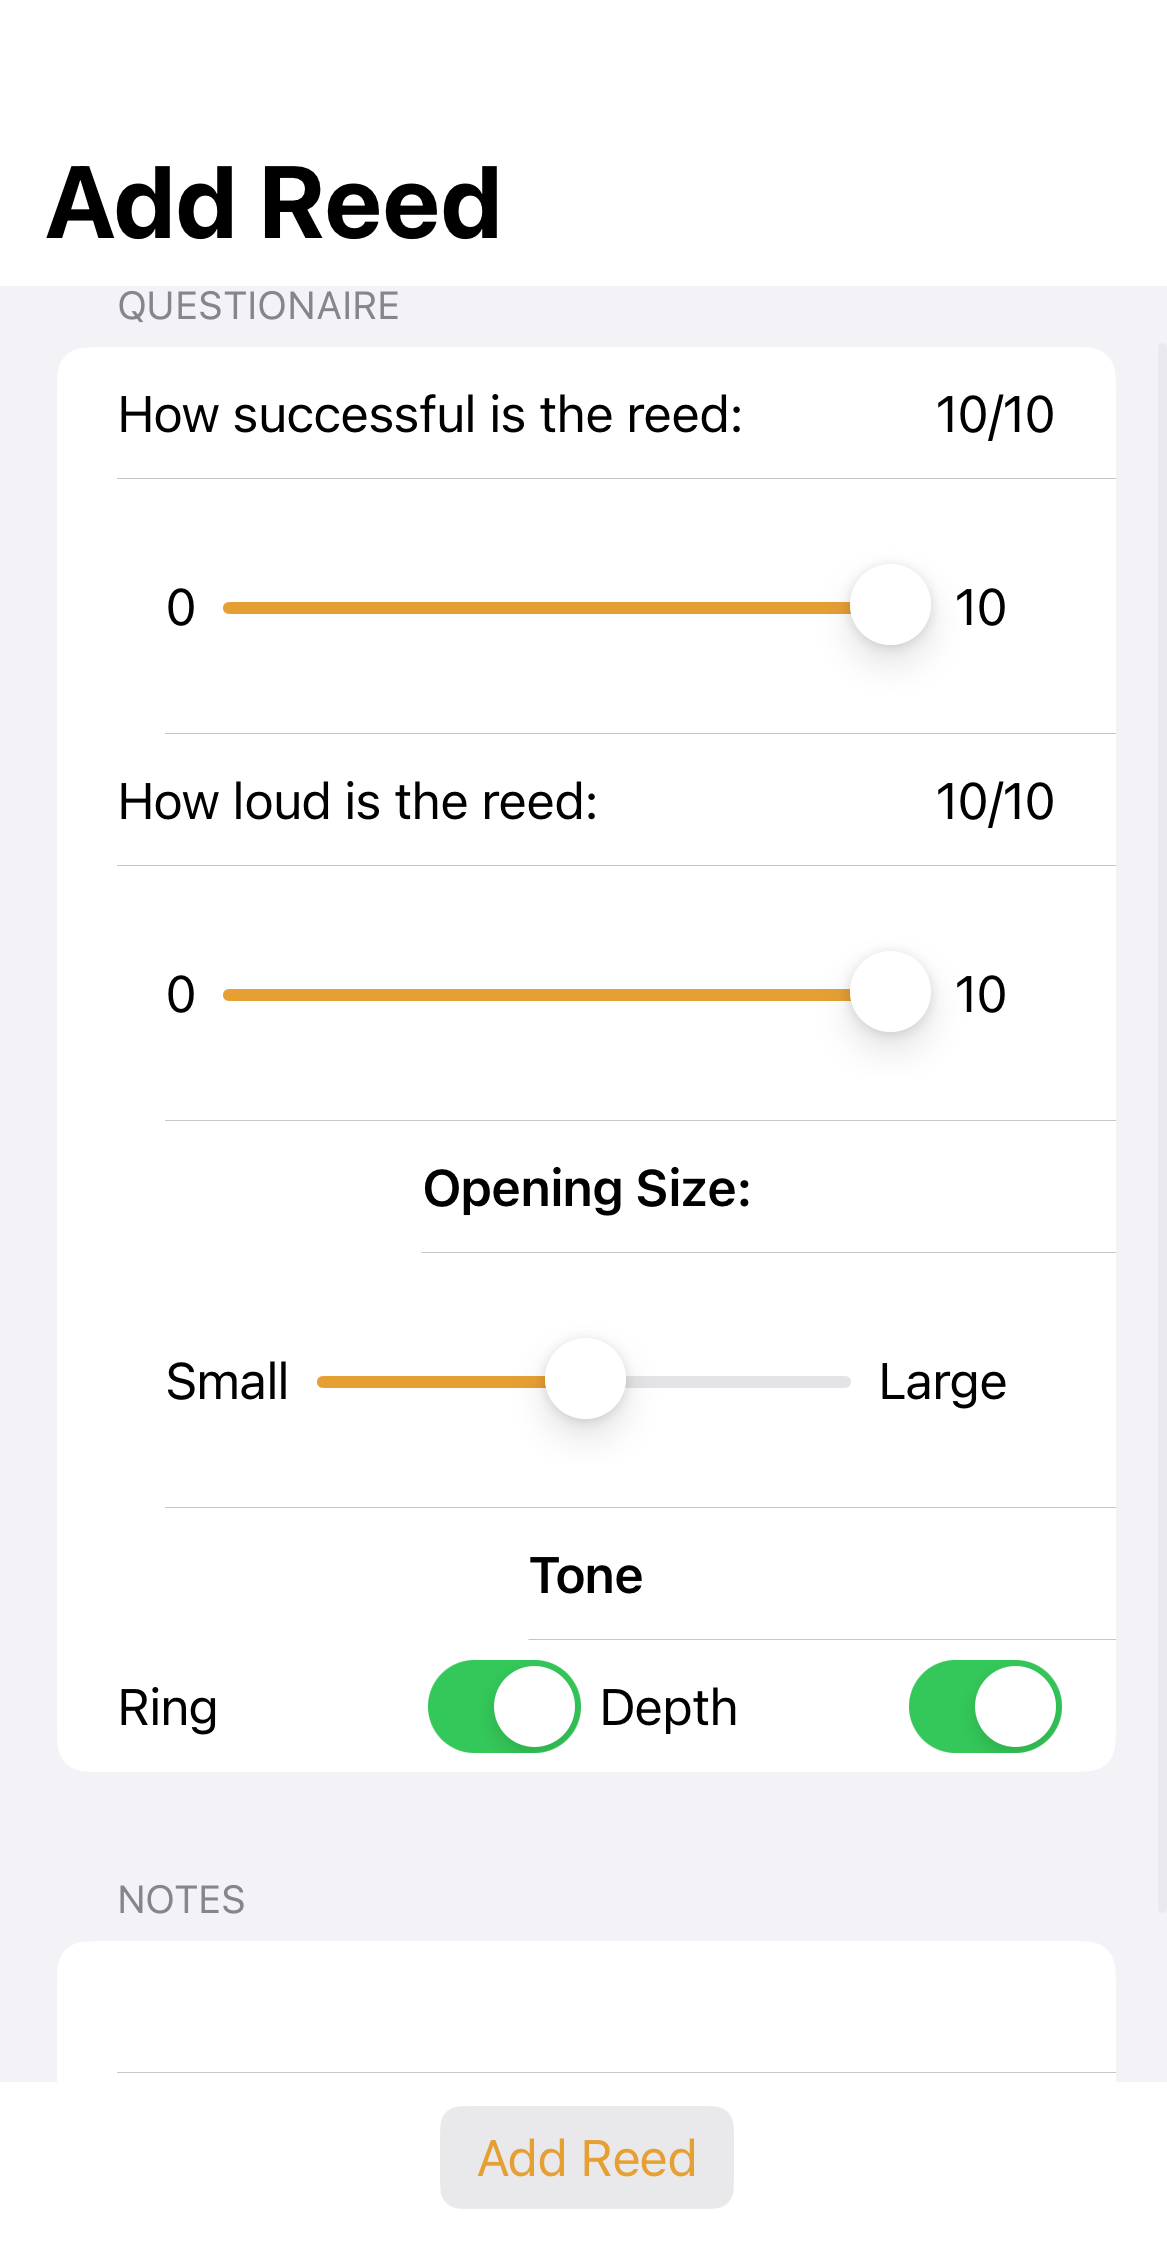 Add Reed
QUESTIONAIRE
How successful is the reed: 10/10
0 10
How loud is the reed: 10/10
0 10
Opening Size:
Small Large
Tone
Ring Depth
NOTES
Add Reed